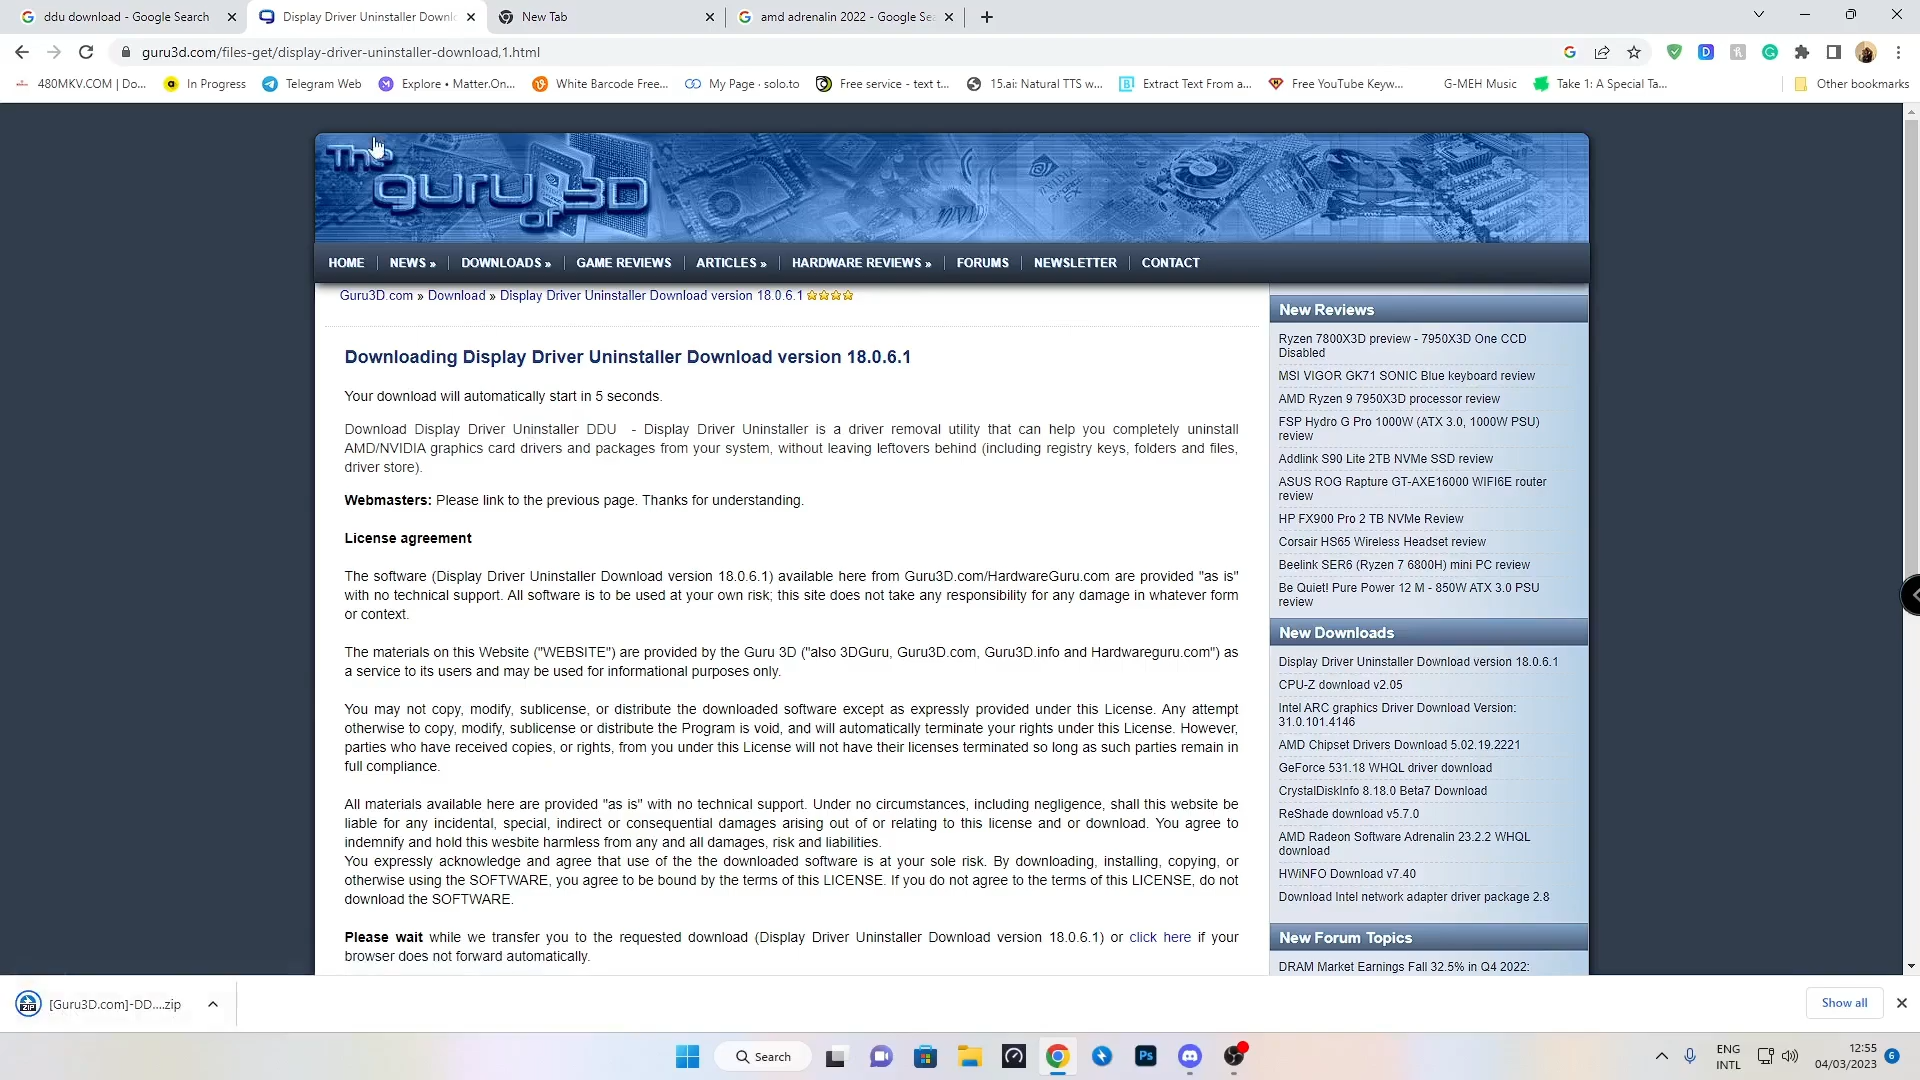 ddu download - Google Search
Display Driver Uninstaller Downl
New Tab
amd adrenalin 2022 - Google Se
guru3d.com/files-get/display-driver-uninstaller-download,1.html
480MKV.COM | Do...
In Progress
Telegram Web
Explore • Matter.On...
White Barcode Free...
My Page · solo.to
Free service - text t...
15.ai: Natural TTS w...
Extract Text From a...
Free YouTube Keyw...
G-MEH Music
Take 1: A Special Ta...
Other bookmarks
The guru of 3D
HOME
NEWS »
DOWNLOADS »
GAME REVIEWS
ARTICLES »
HARDWARE REVIEWS »
FORUMS
NEWSLETTER
CONTACT
Guru3D.com » Download » Display Driver Uninstaller Download version 18.0.6.1
Downloading Display Driver Uninstaller Download version 18.0.6.1
Your download will automatically start in 5 seconds.
Download Display Driver Uninstaller DDU - Display Driver Uninstaller is a driver removal utility that can help you completely uninstall
AMD/NVIDIA graphics card drivers and packages from your system, without leaving leftovers behind (including registry keys, folders and files,
driver store).
Webmasters: Please link to the previous page. Thanks for understanding.
License agreement
The software (Display Driver Uninstaller Download version 18.0.6.1) available here from Guru3D.com/HardwareGuru.com are provided "as is"
with no technical support. All software is to be used at your own risk; this site does not take any responsibility for any damage in whatever form
or context.
The materials on this Website ("WEBSITE") are provided by the Guru 3D ("also 3DGuru, Guru3D.com, Guru3D.info and Hardwareguru.com") as
a service to its users and may be used for informational purposes only.
You may not copy, modify, sublicense, or distribute the downloaded software except as expressly provided under this License. Any attempt
otherwise to copy, modify, sublicense or distribute the Program is void, and will automatically terminate your rights under this License. However,
parties who have received copies, or rights, from you under this License will not have their licenses terminated so long as such parties remain in
full compliance.
All materials available here are provided "as is" with no technical support. Under no circumstances, including negligence, shall this website be
liable for any incidental, special, indirect or consequential damages arising out of or relating to this license and or download. You agree to
indemnify and hold this wesbite harmless from any and all damages, risk and liabilities.
You expressly acknowledge and agree that use of the the downloaded software is at your sole risk. By downloading, installing, copying, or
otherwise using the SOFTWARE, you agree to be bound by the terms of this LICENSE. If you do not agree to the terms of this LICENSE, do not
download the SOFTWARE.
Please wait while we transfer you to the requested download (Display Driver Uninstaller Download version 18.0.6.1) or click here if your
browser does not forward automatically.
New Reviews
Ryzen 7800X3D preview - 7950X3D One CCD
Disabled
MSI VIGOR GK71 SONIC Blue keyboard review
AMD Ryzen 9 7950X3D processor review
FSP Hydro G Pro 1000W (ATX 3.0, 1000W PSU)
review
Addlink S90 Lite 2TB NVMe SSD review
ASUS ROG Rapture GT-AXE16000 WIFI6E router
review
HP FX900 Pro 2 TB NVMe Review
Corsair HS65 Wireless Headset review
Beelink SER6 (Ryzen 7 6800H) mini PC review
Be Quiet! Pure Power 12 M - 850W ATX 3.0 PSU
review
New Downloads
Display Driver Uninstaller Download version 18.0.6.1
CPU-Z download v2.05
Intel ARC graphics Driver Download Version:
31.0.101.4146
AMD Chipset Drivers Download 5.02.19.2221
GeForce 531.18 WHQL driver download
CrystalDiskInfo 8.18.0 Beta7 Download
ReShade download v5.7.0
AMD Radeon Software Adrenalin 23.2.2 WHQL
download
HWiNFO Download v7.40
Download Intel network adapter driver package 2.8
New Forum Topics
DRAM Market Earnings Fall 32.5% in Q4 2022:
[Guru3D.com]-DD....zip
Show all
Search
Ps
ENG
INTL
12:55
04/03/2023
6